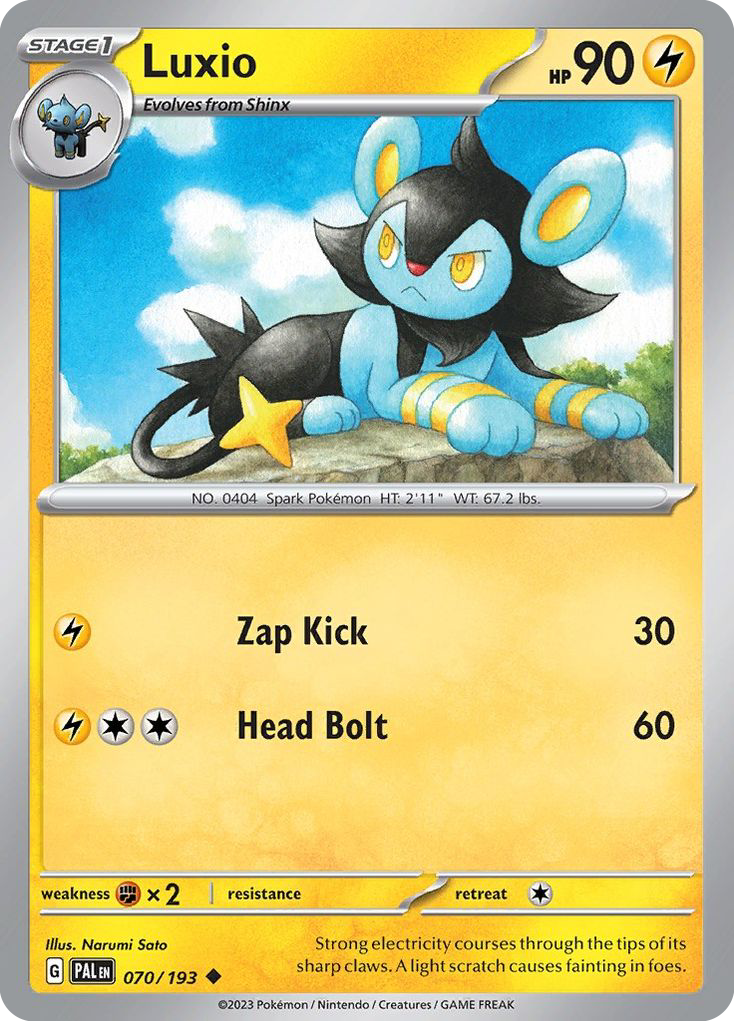 STAGE 1
Luxio
HP 90
Evolves from Shinx
NO. 0404 Spark Pokémon HT: 2'11" WT: 67.2 lbs.
Zap Kick 30
Head Bolt 60
weakness ×2 resistance retreat
Illus. Narumi Sato
Strong electricity courses through the tips of its
sharp claws. A light scratch causes fainting in foes.
G PAL EN 070/193
©2023 Pokémon / Nintendo / Creatures / GAME FREAK